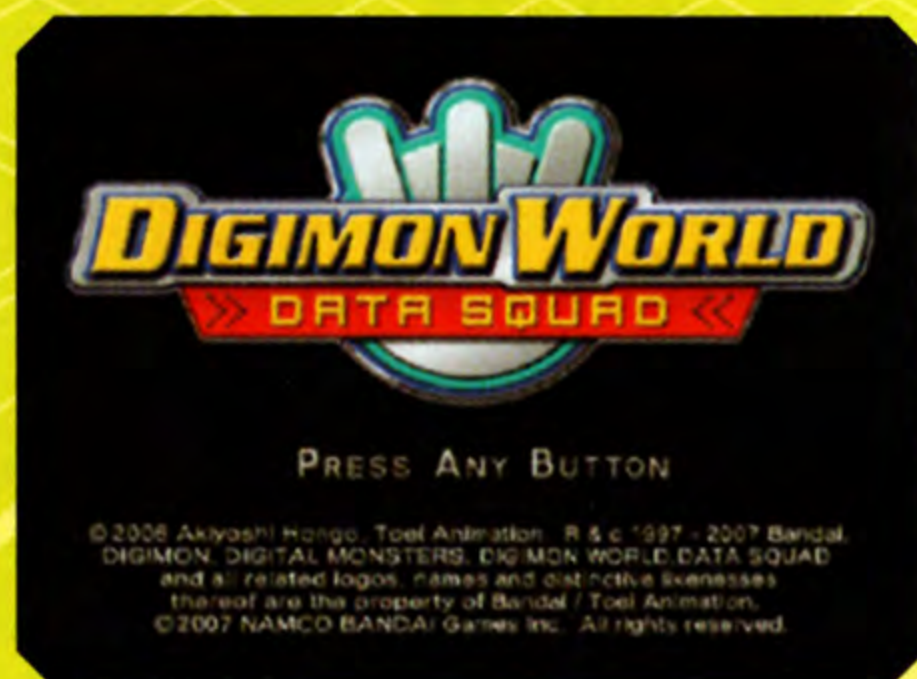 DIGIMON WORLD
DATA SQUAD
PRESS ANY BUTTON
© 2006 Akiyoshi Hongo, Toei Animation. R & c 1997 - 2007 Bandai.
DIGIMON, DIGITAL MONSTERS, DIGIMON WORLD DATA SQUAD
and all related logos, names and distinctive likenesses
thereof are the property of Bandai / Toei Animation.
©2007 NAMCO BANDAI Games Inc. All rights reserved.